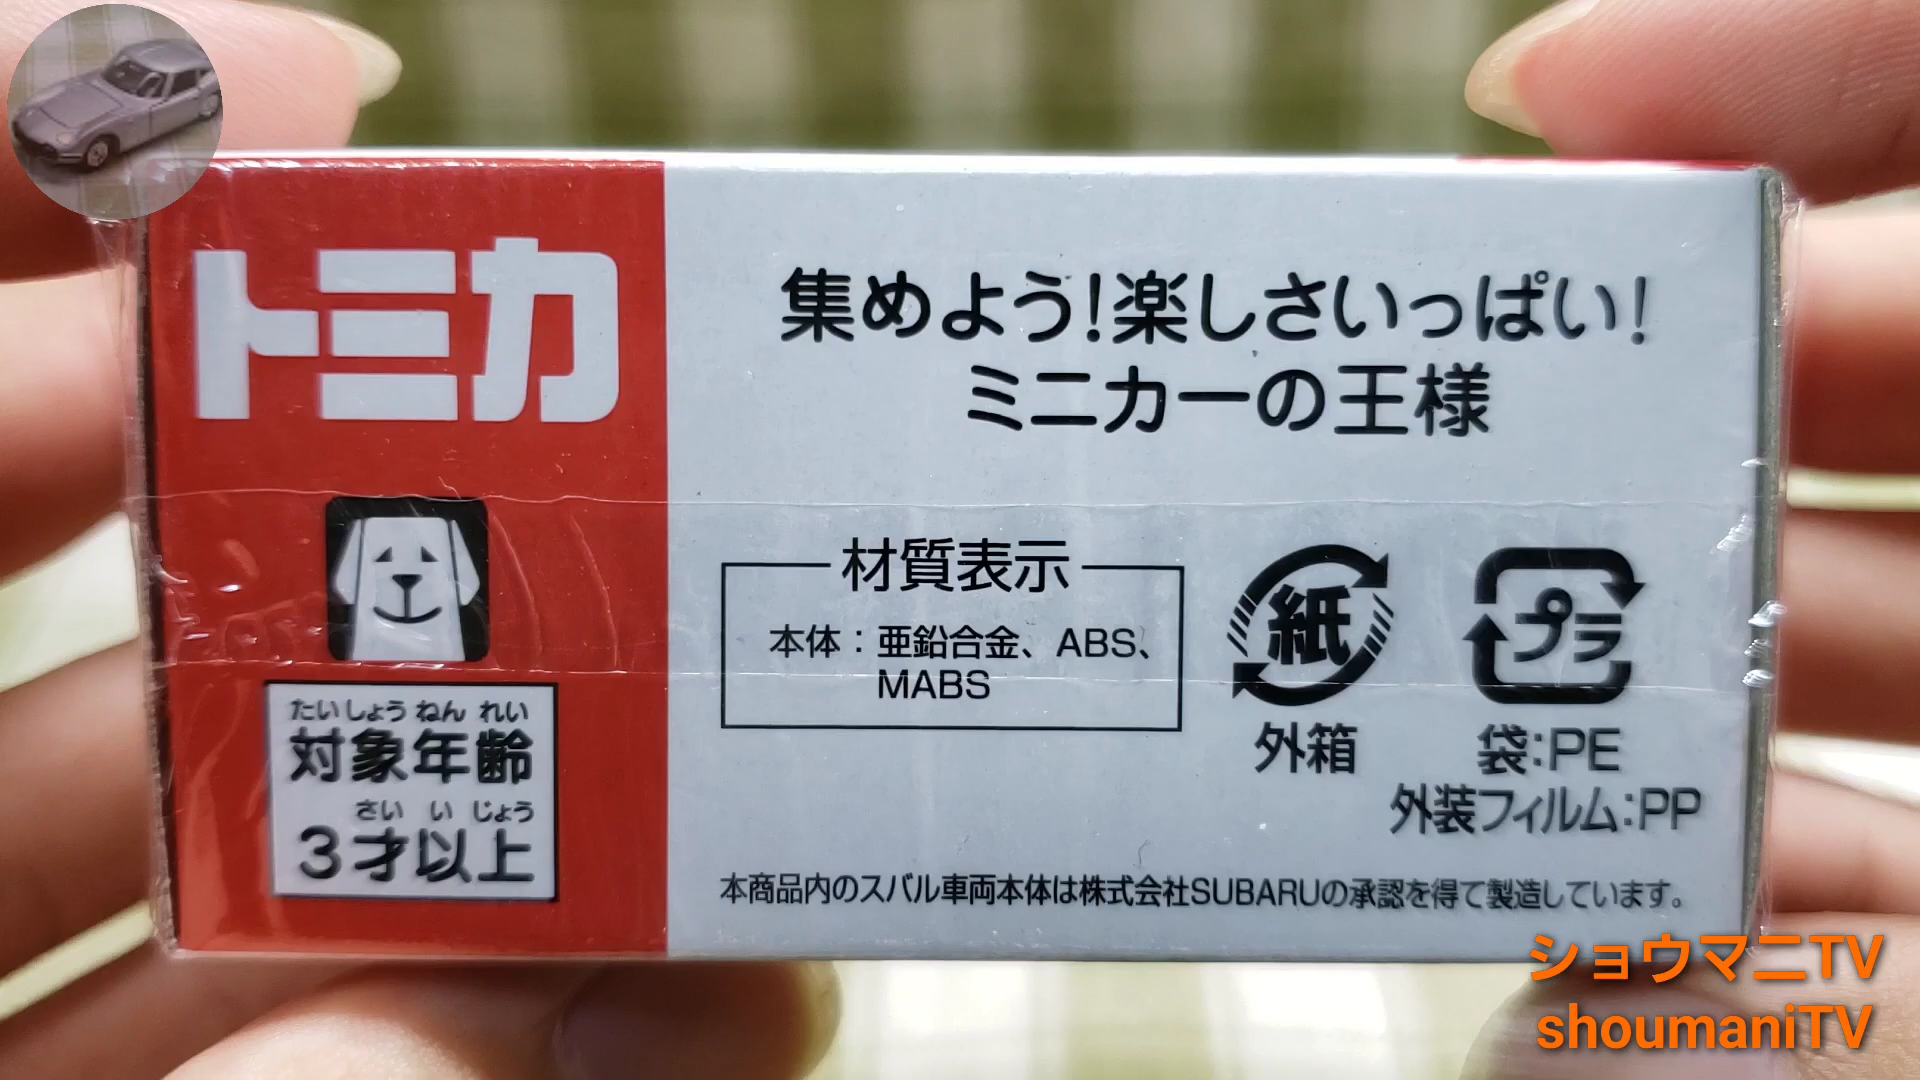 トミカ
たいしょうねんれい
対象年齢
さい い じょう
3才以上
集めよう!楽しさいっぱい!
ミニカーの王様
材質表示
本体:亜鉛合金、ABS、
MABS
紙
外箱
プラ
袋:PE
外装フィルム:PP
本商品内のスバル車両本体は株式会社SUBARUの承認を得て製造しています。
ショウマニTV
shoumaniTV